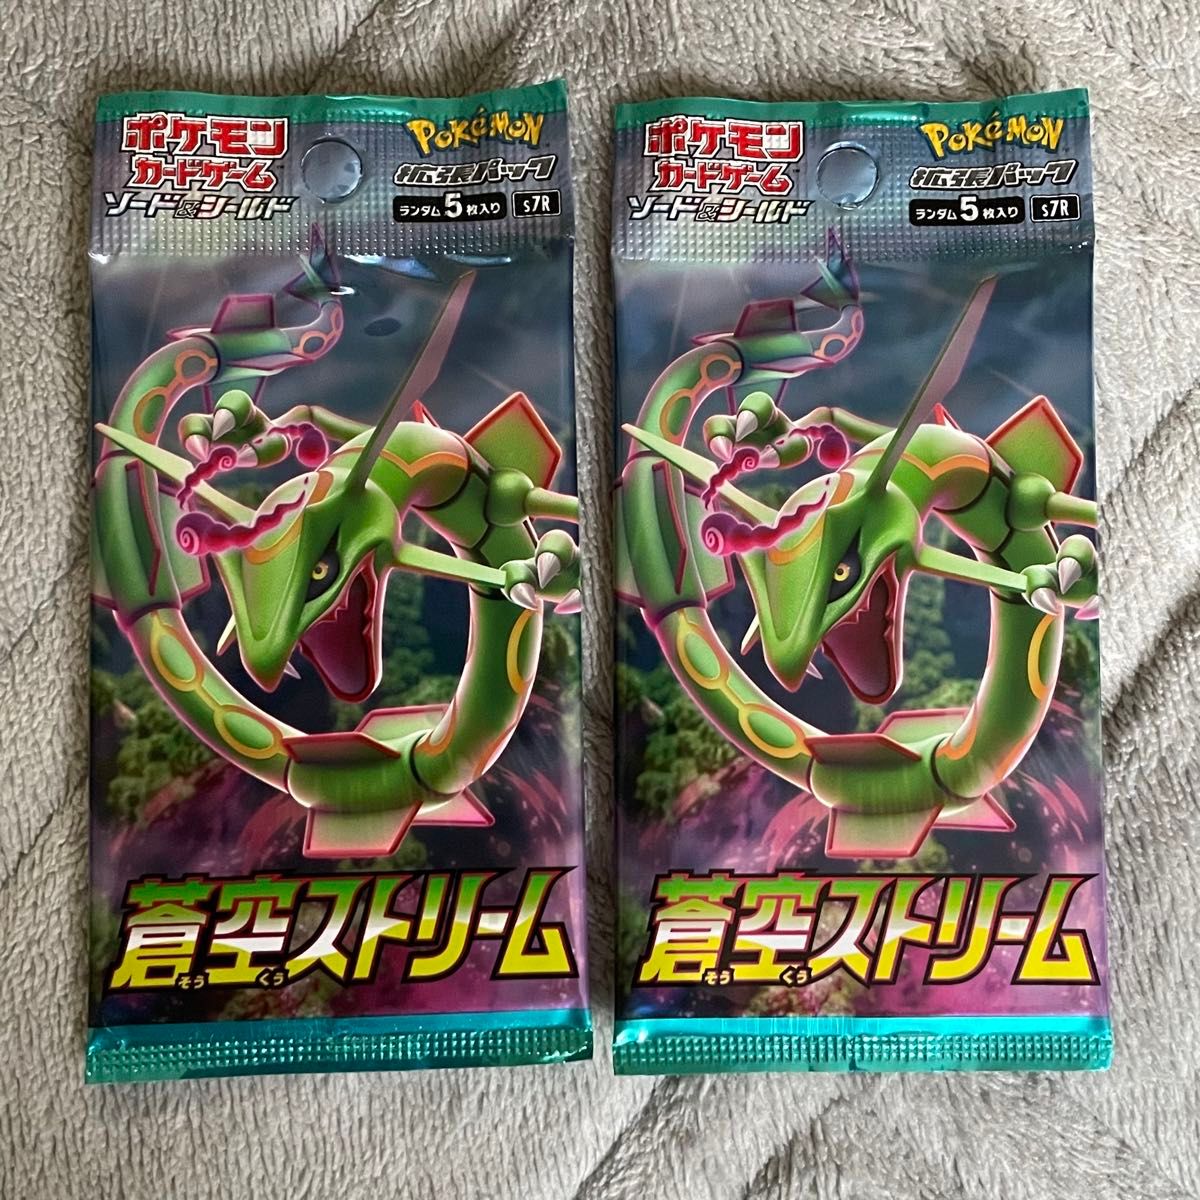 ポケモン
カードゲーム
ソード&シールド
POKéMON
拡張パック
ランダム5枚入り
s7R
蒼空ストリーム
そう くう
ポケモン
カードゲーム
ソード&シールド
POKéMON
拡張パック
ランダム5枚入り
s7R
蒼空ストリーム
そう くう